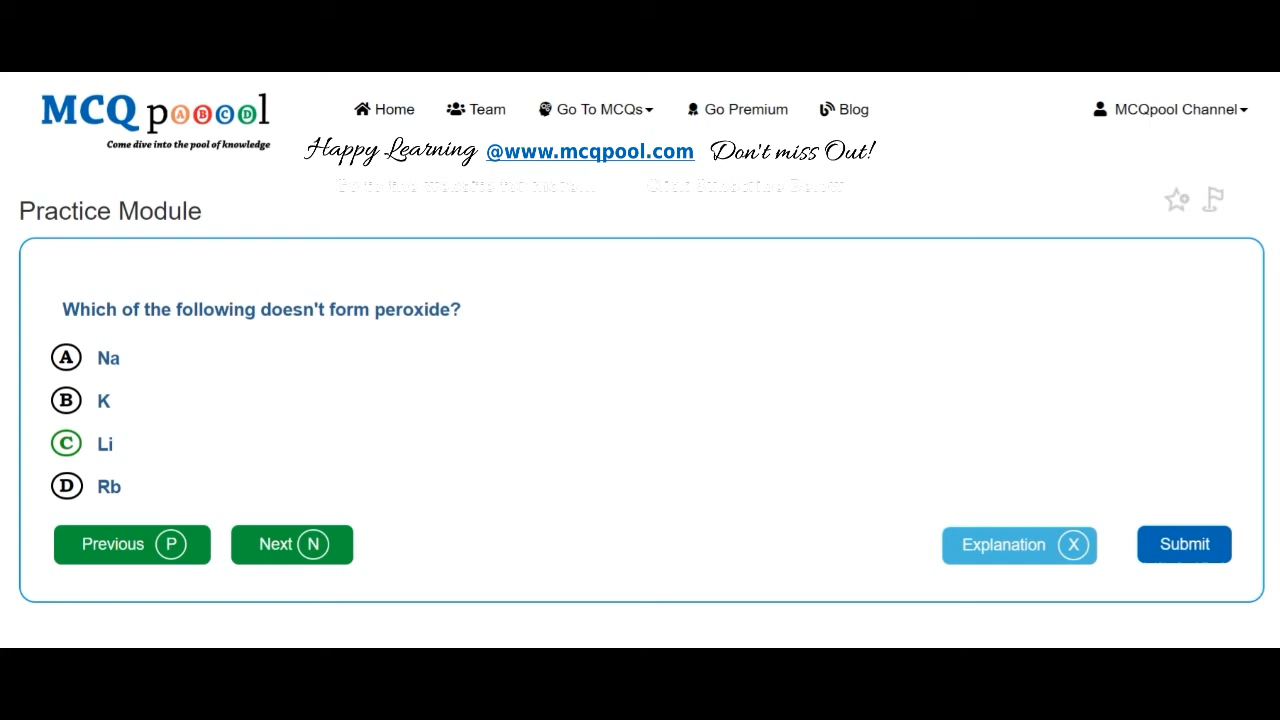 MCQ pooool
A B C D
Come dive into the pool of knowledge
Home Team Go To MCQs Go Premium Blog MCQpool Channel
Happy Learning @www.mcqpool.com Don't miss Out!
Practice Module
Which of the following doesn't form peroxide?
A Na
B K
C Li
D Rb
Previous P Next N Explanation X Submit